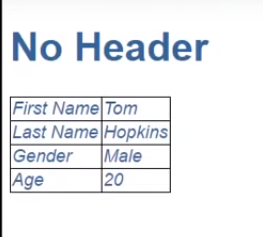 No Header
First Name Tom
Last Name Hopkins
Gender Male
Age 20